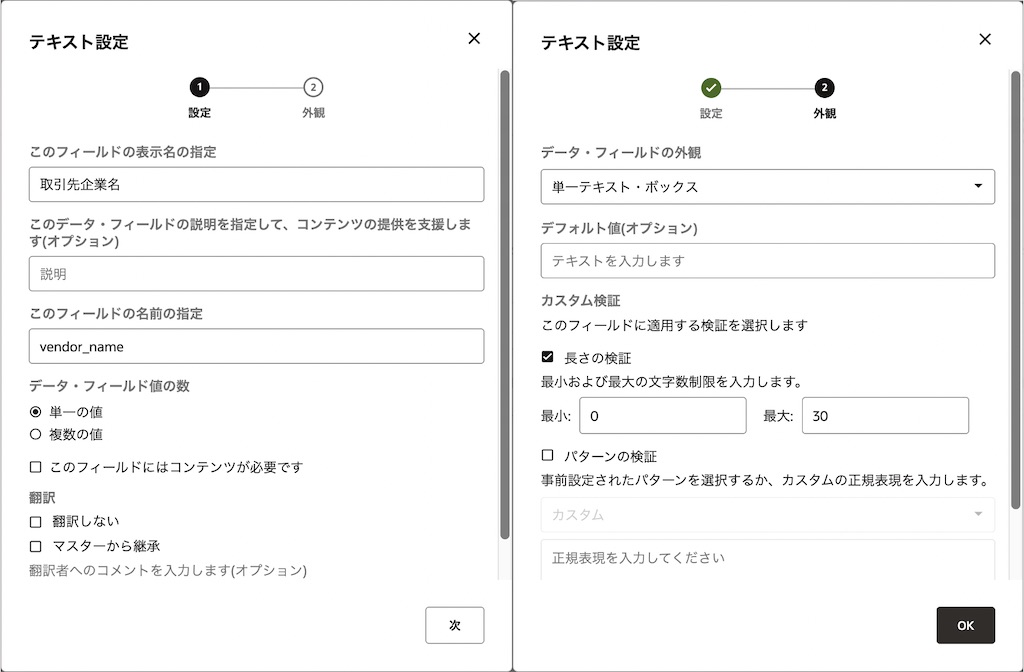 テキスト設定
1
2
設定
外観
このフィールドの表示名の指定
取引先企業名
このデータ・フィールドの説明を指定して、コンテンツの提供を支援しま
す(オプション)
説明
このフィールドの名前の指定
vendor_name
データ・フィールド値の数
単一の値
複数の値
このフィールドにはコンテンツが必要です
翻訳
翻訳しない
マスターから継承
翻訳者へのコメントを入力します(オプション)
次
テキスト設定
2
設定
外観
データ・フィールドの外観
単一テキスト・ボックス
デフォルト値(オプション)
テキストを入力します
カスタム検証
このフィールドに適用する検証を選択します
長さの検証
最小および最大の文字数制限を入力します。
最小: 0 最大: 30
パターンの検証
事前設定されたパターンを選択するか、カスタムの正規表現を入力します。
カスタム
正規表現を入力してください
OK